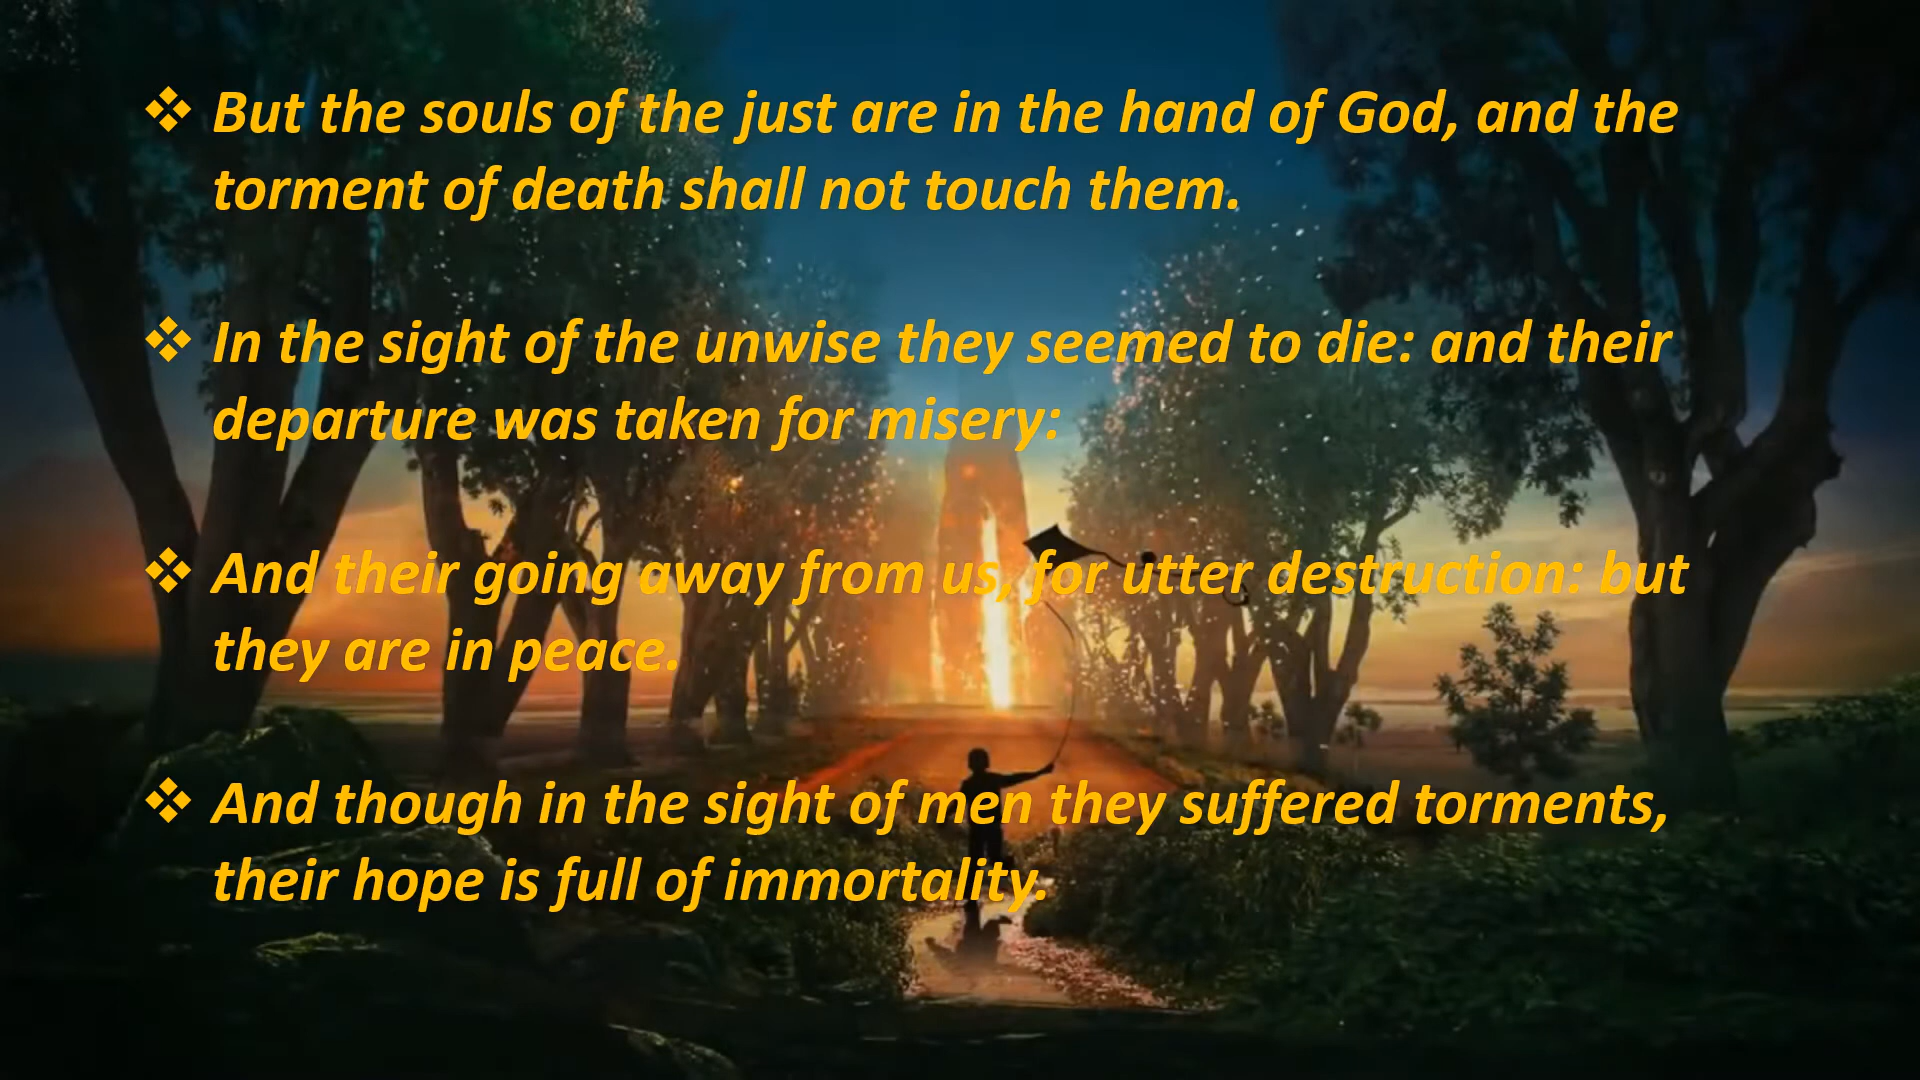 ❖ But the souls of the just are in the hand of God, and the
torment of death shall not touch them.
❖ In the sight of the unwise they seemed to die: and their
departure was taken for misery:
❖ And their going away from us, for utter destruction: but
they are in peace.
❖ And though in the sight of men they suffered torments,
their hope is full of immortality.